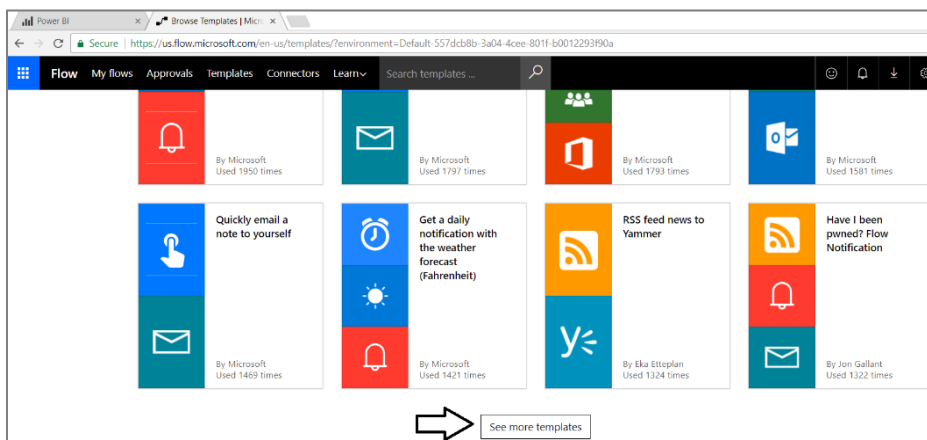 Power BI
Browse Templates | Micr
Secure | https://us.flow.microsoft.com/en-us/templates/?environment=Default-557dcb8b-3a04-4cee-801f-b0012293f90a
Flow My flows Approvals Templates Connectors Learn Search templates ...
By Microsoft
Used 1950 times
By Microsoft
Used 1797 times
By Microsoft
Used 1793 times
By Microsoft
Used 1581 times
Quickly email a
note to yourself
By Microsoft
Used 1469 times
Get a daily
notification with
the weather
forecast
(Fahrenheit)
By Microsoft
Used 1421 times
RSS feed news to
Yammer
By Eka Etteplan
Used 1324 times
Have I been
pwned? Flow
Notification
By Jon Gallant
Used 1322 times
See more templates